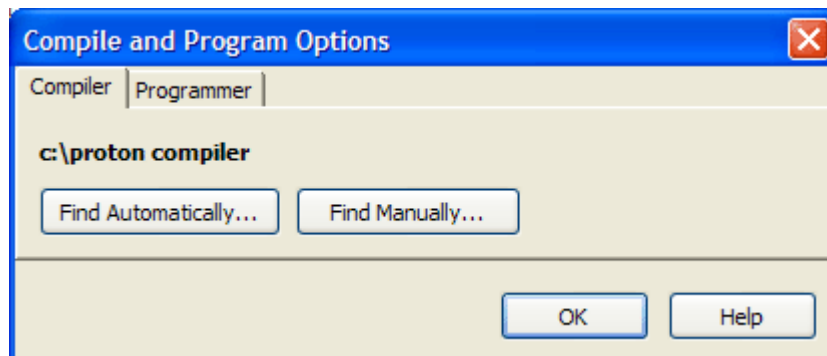 Compile and Program Options
Compiler Programmer
c:\proton compiler
Find Automatically... Find Manually...
OK Help